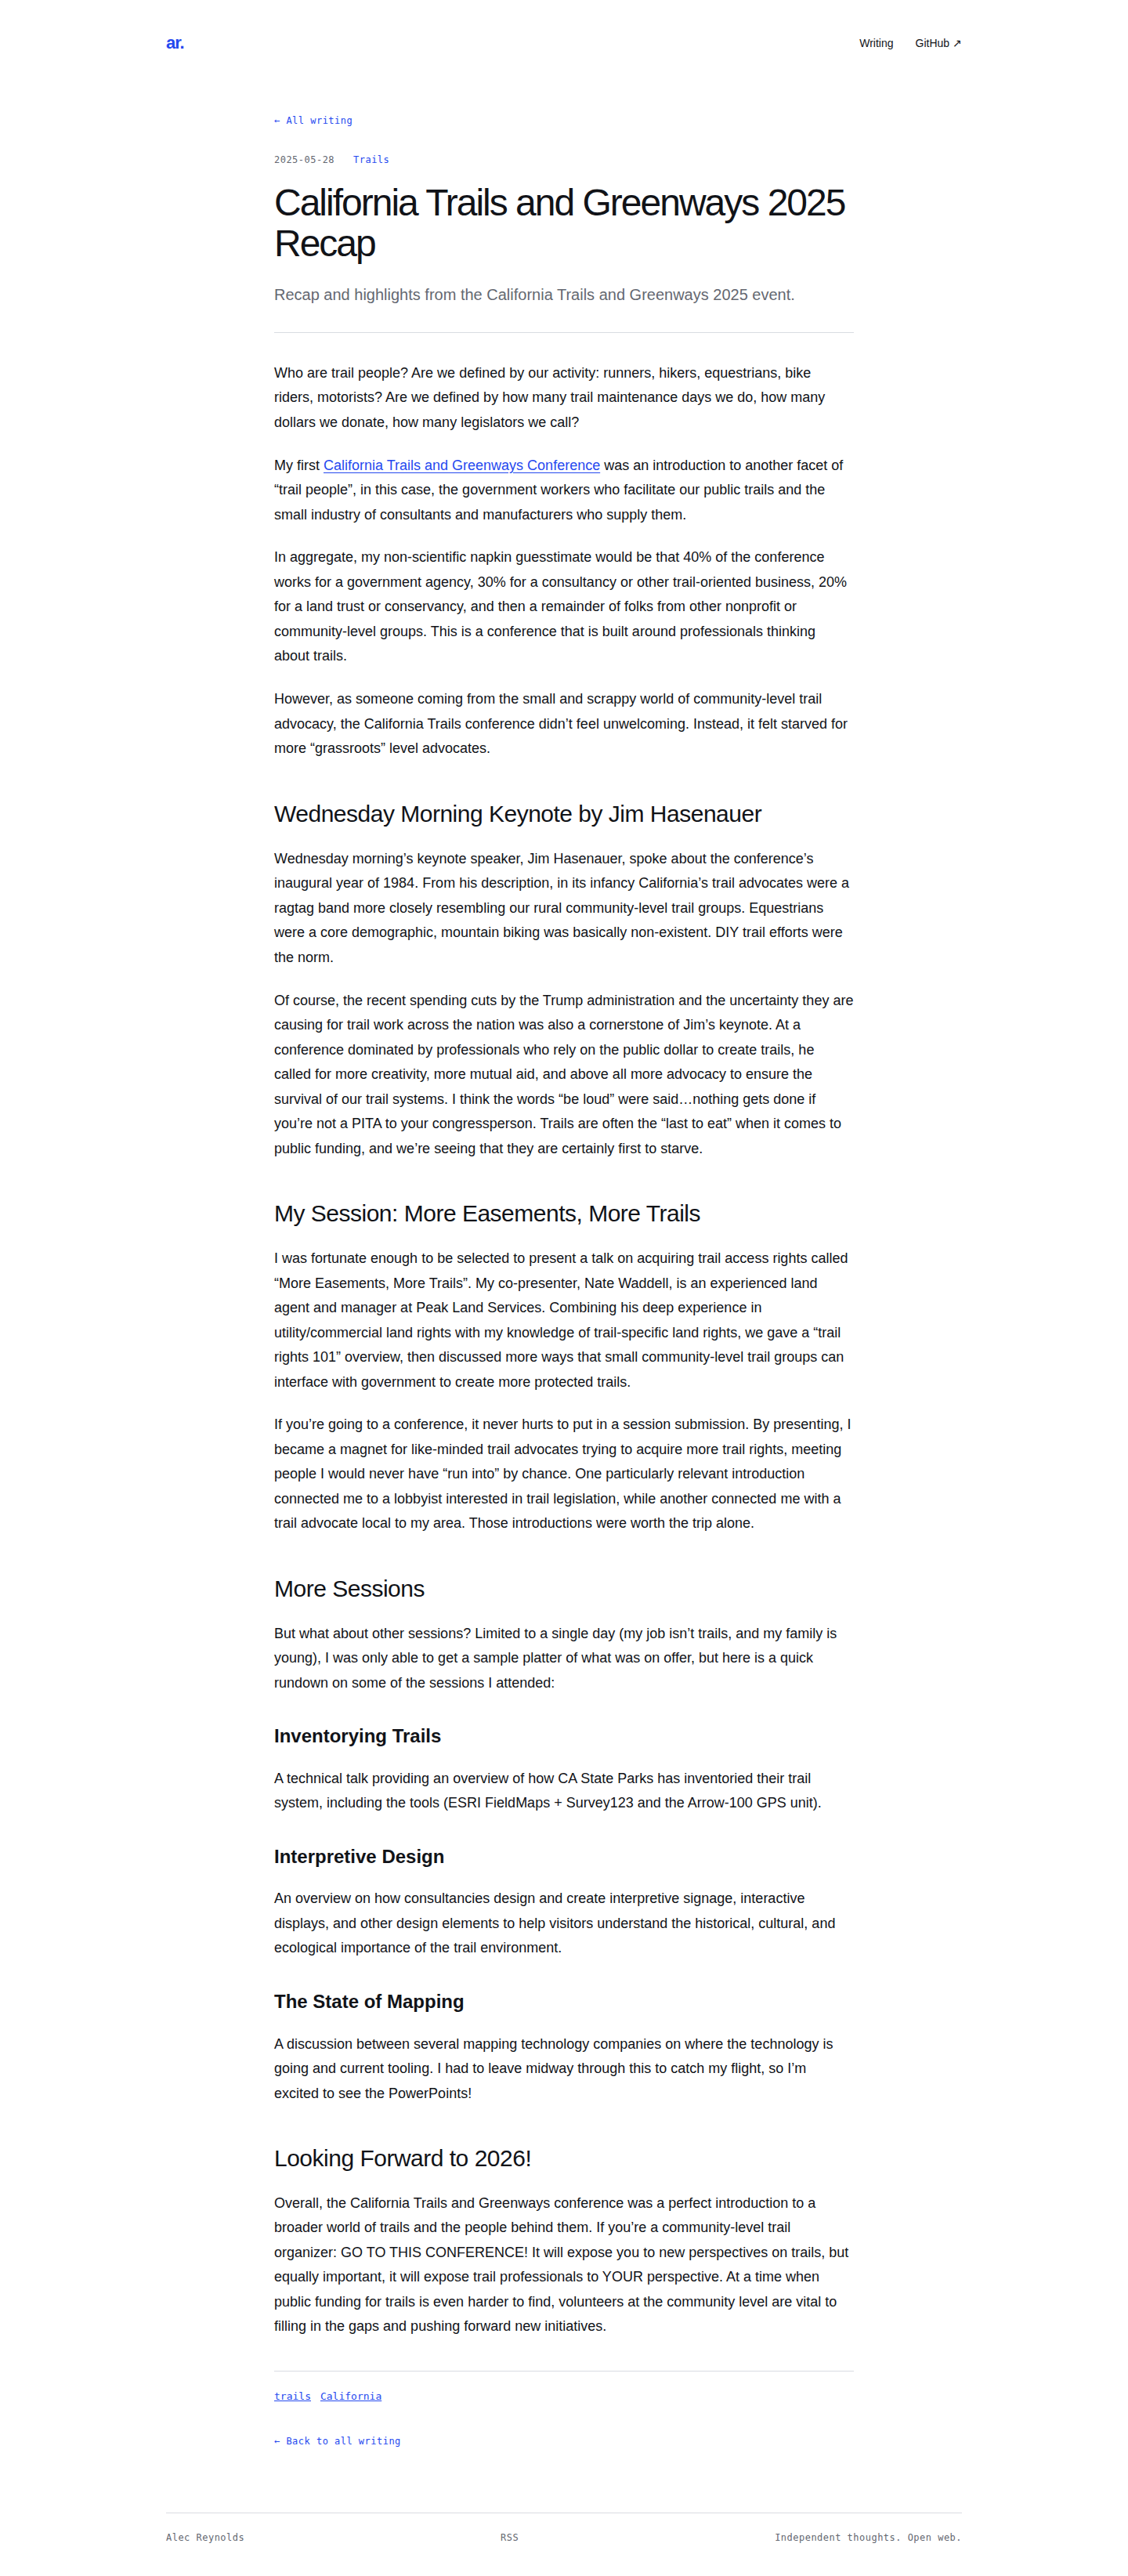 ar.
Writing
GitHub ↗
← All writing
2025-05-28 Trails
California Trails and Greenways 2025
Recap
Recap and highlights from the California Trails and Greenways 2025 event.
Who are trail people? Are we defined by our activity: runners, hikers, equestrians, bike
riders, motorists? Are we defined by how many trail maintenance days we do, how many
dollars we donate, how many legislators we call?
My first California Trails and Greenways Conference was an introduction to another facet of
“trail people”, in this case, the government workers who facilitate our public trails and the
small industry of consultants and manufacturers who supply them.
In aggregate, my non-scientific napkin guesstimate would be that 40% of the conference
works for a government agency, 30% for a consultancy or other trail-oriented business, 20%
for a land trust or conservancy, and then a remainder of folks from other nonprofit or
community-level groups. This is a conference that is built around professionals thinking
about trails.
However, as someone coming from the small and scrappy world of community-level trail
advocacy, the California Trails conference didn’t feel unwelcoming. Instead, it felt starved for
more “grassroots” level advocates.
Wednesday Morning Keynote by Jim Hasenauer
Wednesday morning’s keynote speaker, Jim Hasenauer, spoke about the conference’s
inaugural year of 1984. From his description, in its infancy California’s trail advocates were a
ragtag band more closely resembling our rural community-level trail groups. Equestrians
were a core demographic, mountain biking was basically non-existent. DIY trail efforts were
the norm.
Of course, the recent spending cuts by the Trump administration and the uncertainty they are
causing for trail work across the nation was also a cornerstone of Jim’s keynote. At a
conference dominated by professionals who rely on the public dollar to create trails, he
called for more creativity, more mutual aid, and above all more advocacy to ensure the
survival of our trail systems. I think the words “be loud” were said…nothing gets done if
you’re not a PITA to your congressperson. Trails are often the “last to eat” when it comes to
public funding, and we’re seeing that they are certainly first to starve.
My Session: More Easements, More Trails
I was fortunate enough to be selected to present a talk on acquiring trail access rights called
“More Easements, More Trails”. My co-presenter, Nate Waddell, is an experienced land
agent and manager at Peak Land Services. Combining his deep experience in
utility/commercial land rights with my knowledge of trail-specific land rights, we gave a “trail
rights 101” overview, then discussed more ways that small community-level trail groups can
interface with government to create more protected trails.
If you’re going to a conference, it never hurts to put in a session submission. By presenting, I
became a magnet for like-minded trail advocates trying to acquire more trail rights, meeting
people I would never have “run into” by chance. One particularly relevant introduction
connected me to a lobbyist interested in trail legislation, while another connected me with a
trail advocate local to my area. Those introductions were worth the trip alone.
More Sessions
But what about other sessions? Limited to a single day (my job isn’t trails, and my family is
young), I was only able to get a sample platter of what was on offer, but here is a quick
rundown on some of the sessions I attended:
Inventorying Trails
A technical talk providing an overview of how CA State Parks has inventoried their trail
system, including the tools (ESRI FieldMaps + Survey123 and the Arrow-100 GPS unit).
Interpretive Design
An overview on how consultancies design and create interpretive signage, interactive
displays, and other design elements to help visitors understand the historical, cultural, and
ecological importance of the trail environment.
The State of Mapping
A discussion between several mapping technology companies on where the technology is
going and current tooling. I had to leave midway through this to catch my flight, so I’m
excited to see the PowerPoints!
Looking Forward to 2026!
Overall, the California Trails and Greenways conference was a perfect introduction to a
broader world of trails and the people behind them. If you’re a community-level trail
organizer: GO TO THIS CONFERENCE! It will expose you to new perspectives on trails, but
equally important, it will expose trail professionals to YOUR perspective. At a time when
public funding for trails is even harder to find, volunteers at the community level are vital to
filling in the gaps and pushing forward new initiatives.
trails California
← Back to all writing
Alec Reynolds
RSS
Independent thoughts. Open web.